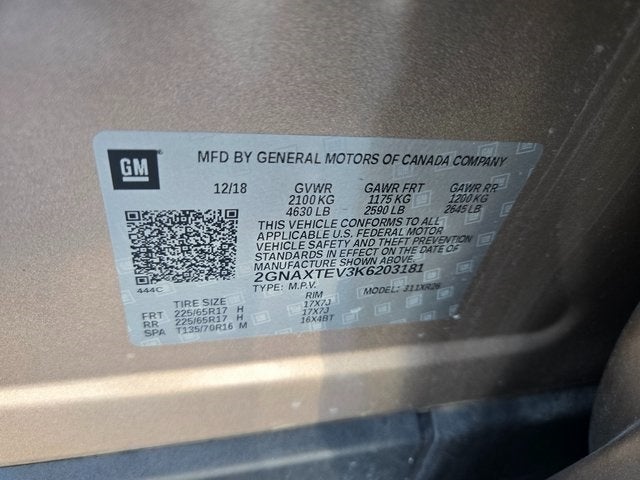 GM
MFD BY GENERAL MOTORS OF CANADA COMPANY
12/18 GVWR GAWR FRT GAWR RR
2100 KG 1175 KG 1200 KG
4630 LB 2590 LB 2645 LB
THIS VEHICLE CONFORMS TO ALL
APPLICABLE U.S. FEDERAL MOTOR
VEHICLE SAFETY AND THEFT PREVENTION
STANDARDS IN EFFECT ON THE DATE OF
MANUFACTURE SHOWN ABOVE.
2GNAXTEV3K6203181
444C TYPE: M.P.V. MODEL: 311XR26
TIRE SIZE RIM
FRT 225/65R17 H 17X7J
RR 225/65R17 H 17X7J
SPA T135/70R16 M 16X4BT